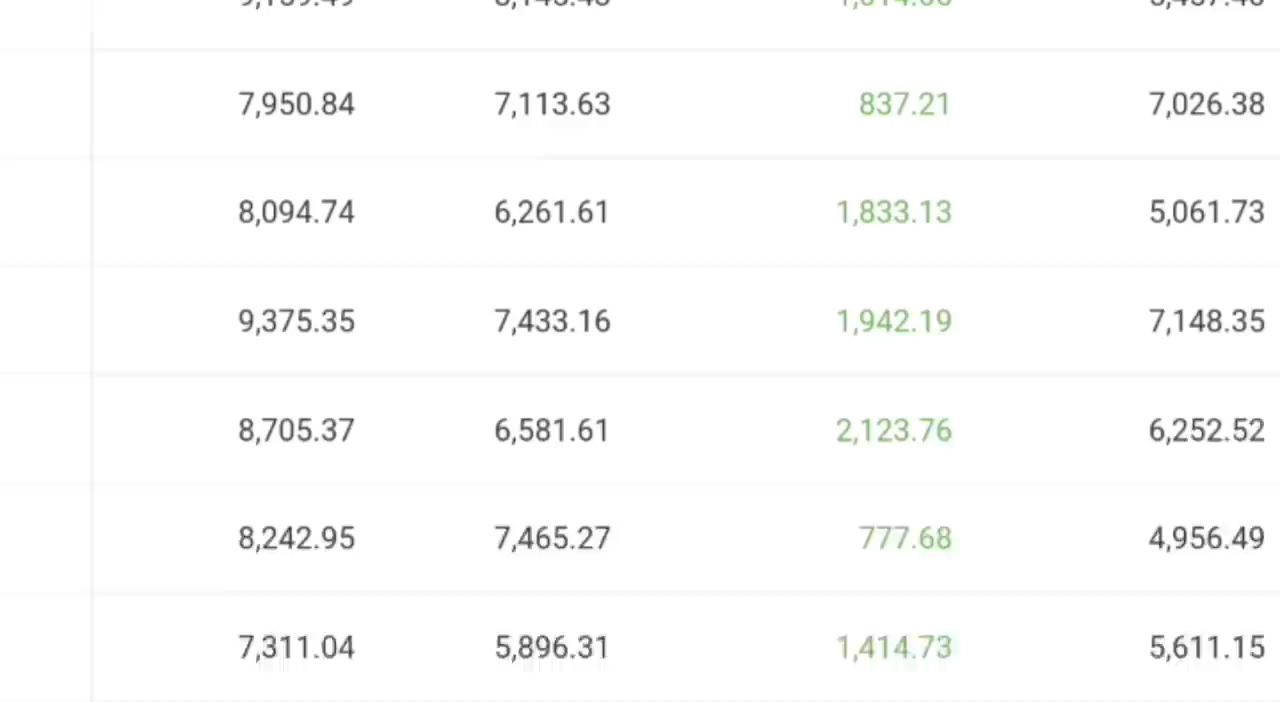 7,950.84 7,113.63 837.21 7,026.38
8,094.74 6,261.61 1,833.13 5,061.73
9,375.35 7,433.16 1,942.19 7,148.35
8,705.37 6,581.61 2,123.76 6,252.52
8,242.95 7,465.27 777.68 4,956.49
7,311.04 5,896.31 1,414.73 5,611.15